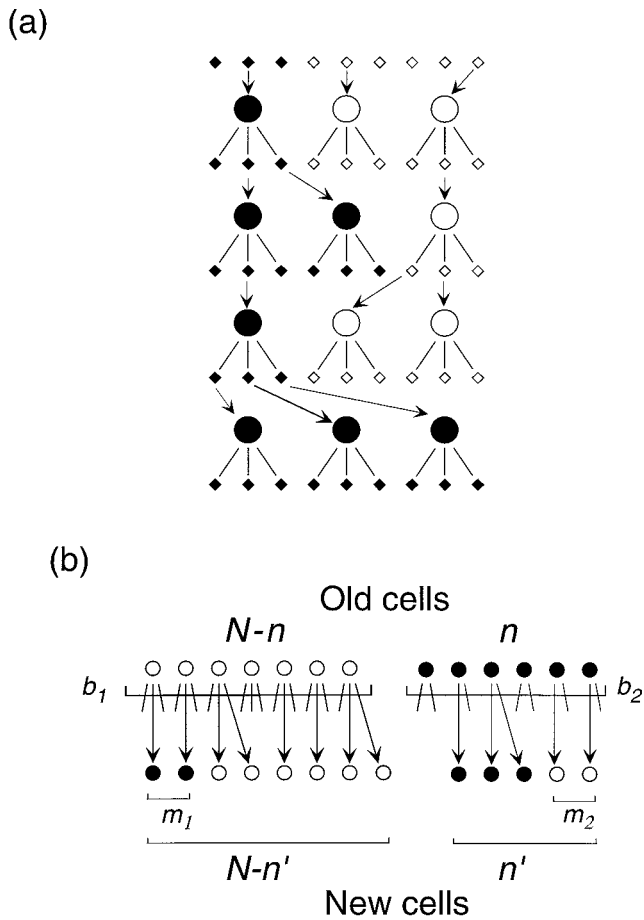 (a)
(b)
Old cells
N-n n
b1 b2
m1 m2
N-n' n'
New cells